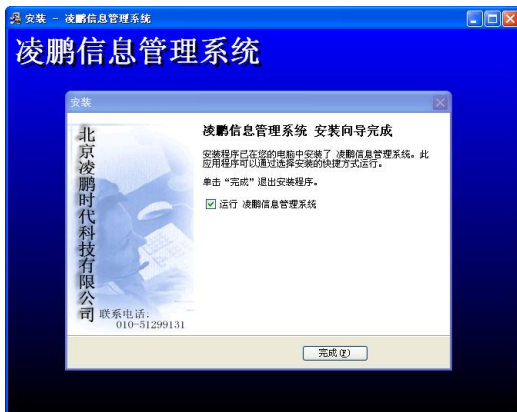 安装 - 凌鹏信息管理系统
凌鹏信息管理系统
安装
北京凌鹏时代科技有限公司
联系电话:
010-51299131
凌鹏信息管理系统 安装向导完成
安装程序已在您的电脑中安装了 凌鹏信息管理系统。此
应用程序可以通过选择安装的快捷方式运行。
单击“完成”退出安装程序。
运行 凌鹏信息管理系统
完成(F)